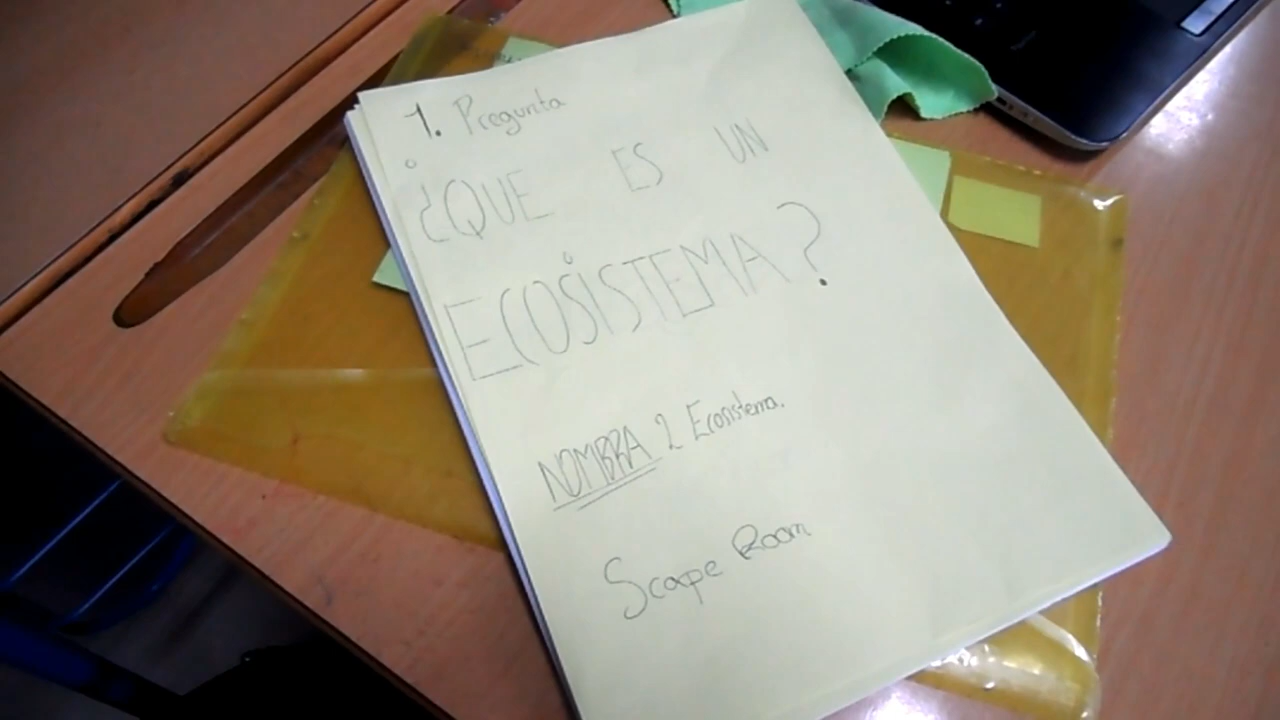 1. Pregunta
¿QUE ES UN
ECOSISTEMA?
NOMBRA 2 Ecosistema.
Scape Room